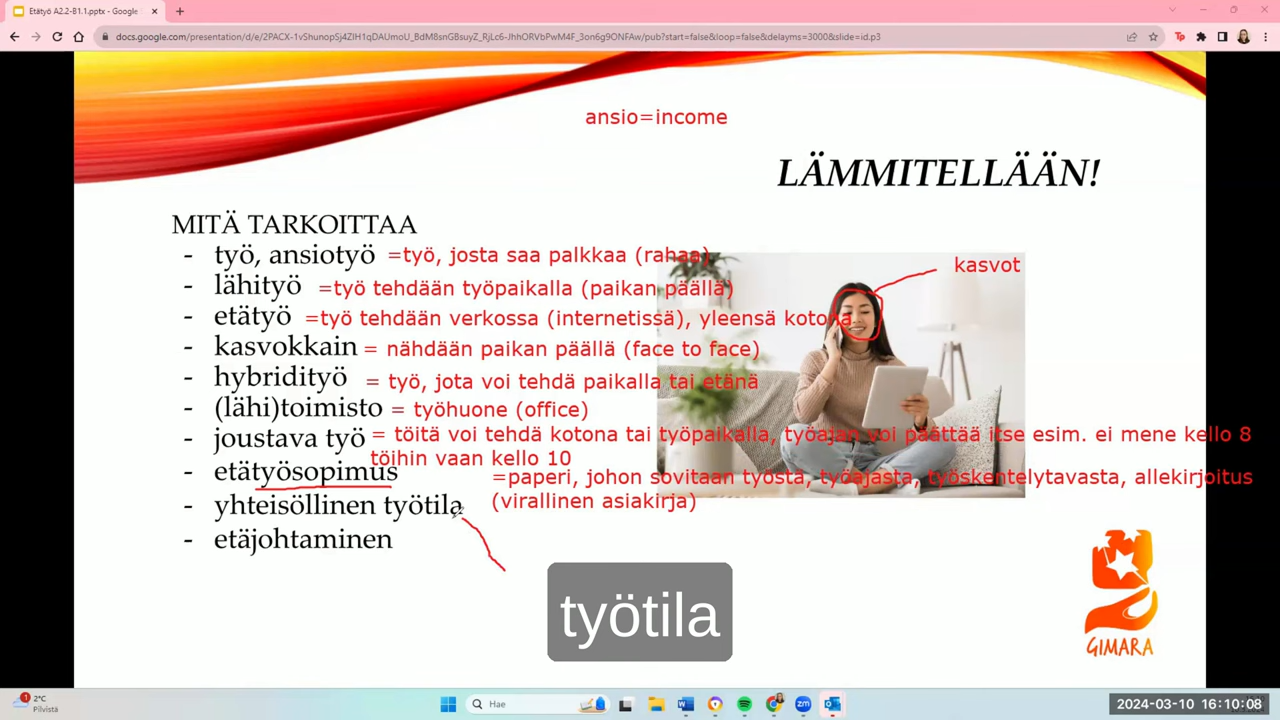 Etätyö A2.2-B1.1.pptx - Google
docs.google.com/presentation/d/e/2PACX-1vShunopSj4ZIH1qDAUmoU_BdM8snG8suyZ_RjLc6-JhhORVbPwM4F_3on6g9ONFAw/pub?start=false&loop=false&delayms=3000&slide=id.p3
ansio=income
LÄMMITELLÄÄN!
MITÄ TARKOITTAA
- työ, ansiotyö =työ, josta saa palkkaa (rahaa)
kasvot
- lähityö =työ tehdään työpaikalla (paikan päällä)
- etätyö =työ tehdään verkossa (internetissä), yleensä kotona
- kasvokkain = nähdään paikan päällä (face to face)
- hybridityö = työ, jota voi tehdä paikalla tai etänä
- (lähi)toimisto = työhuone (office)
- joustava työ = töitä voi tehdä kotona tai työpaikalla, työajan voi päättää itse esim. ei mene kello 8
töihin vaan kello 10
- etätyösopimus =paperi, johon sovitaan työstä, työajasta, työskentelytavasta, allekirjoitus
(virallinen asiakirja)
- yhteisöllinen työtila
- etäjohtaminen
työtila
GIMARA
1
2°C
Pilvistä
Hae
2024-03-10 16:10:08